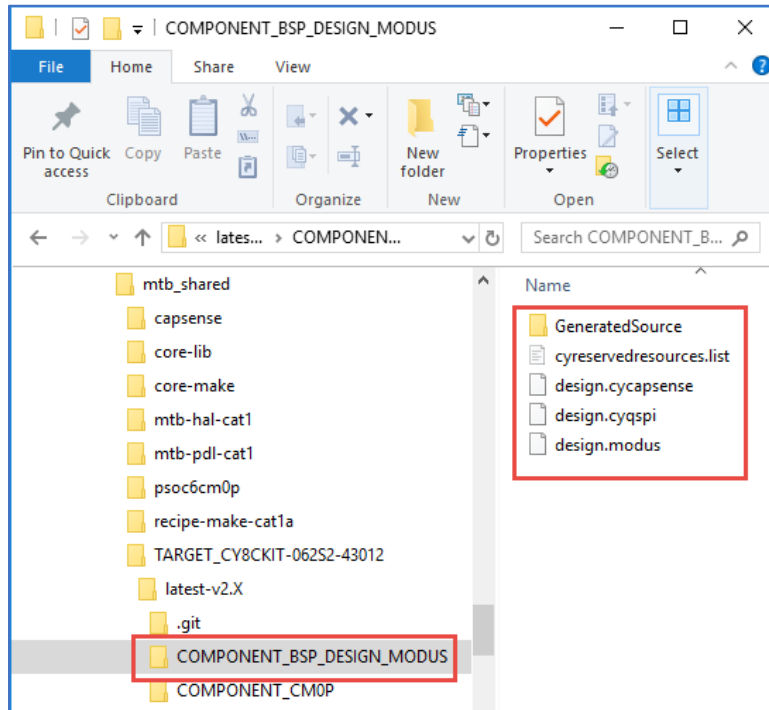 COMPONENT_BSP_DESIGN_MODUS
File Home Share View
Pin to Quick access
Copy
Paste
W...
New folder
Properties
Select
Clipboard Organize New Open
« lates... › COMPONEN...
Search COMPONENT_B...
mtb_shared
capsense
core-lib
core-make
mtb-hal-cat1
mtb-pdl-cat1
psoc6cm0p
recipe-make-cat1a
TARGET_CY8CKIT-062S2-43012
latest-v2.X
.git
COMPONENT_BSP_DESIGN_MODUS
COMPONENT_CM0P
Name
GeneratedSource
cyreservedresources.list
design.cycapsense
design.cyqspi
design.modus